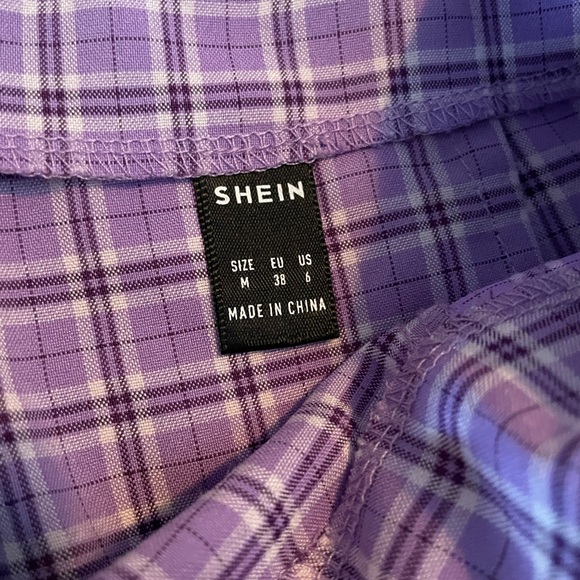 SHEIN
SIZE EU US
M 38 6
MADE IN CHINA